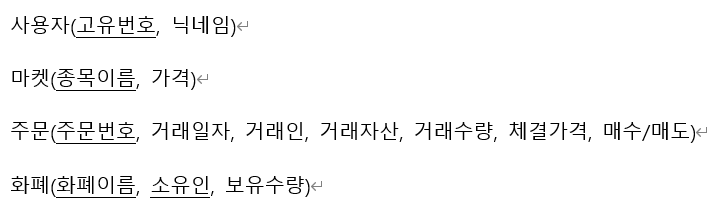 사용자(고유번호, 닉네임)
마켓(종목이름, 가격)
주문(주문번호, 거래일자, 거래인, 거래자산, 거래수량, 체결가격, 매수/매도)
화폐(화폐이름, 소유인, 보유수량)